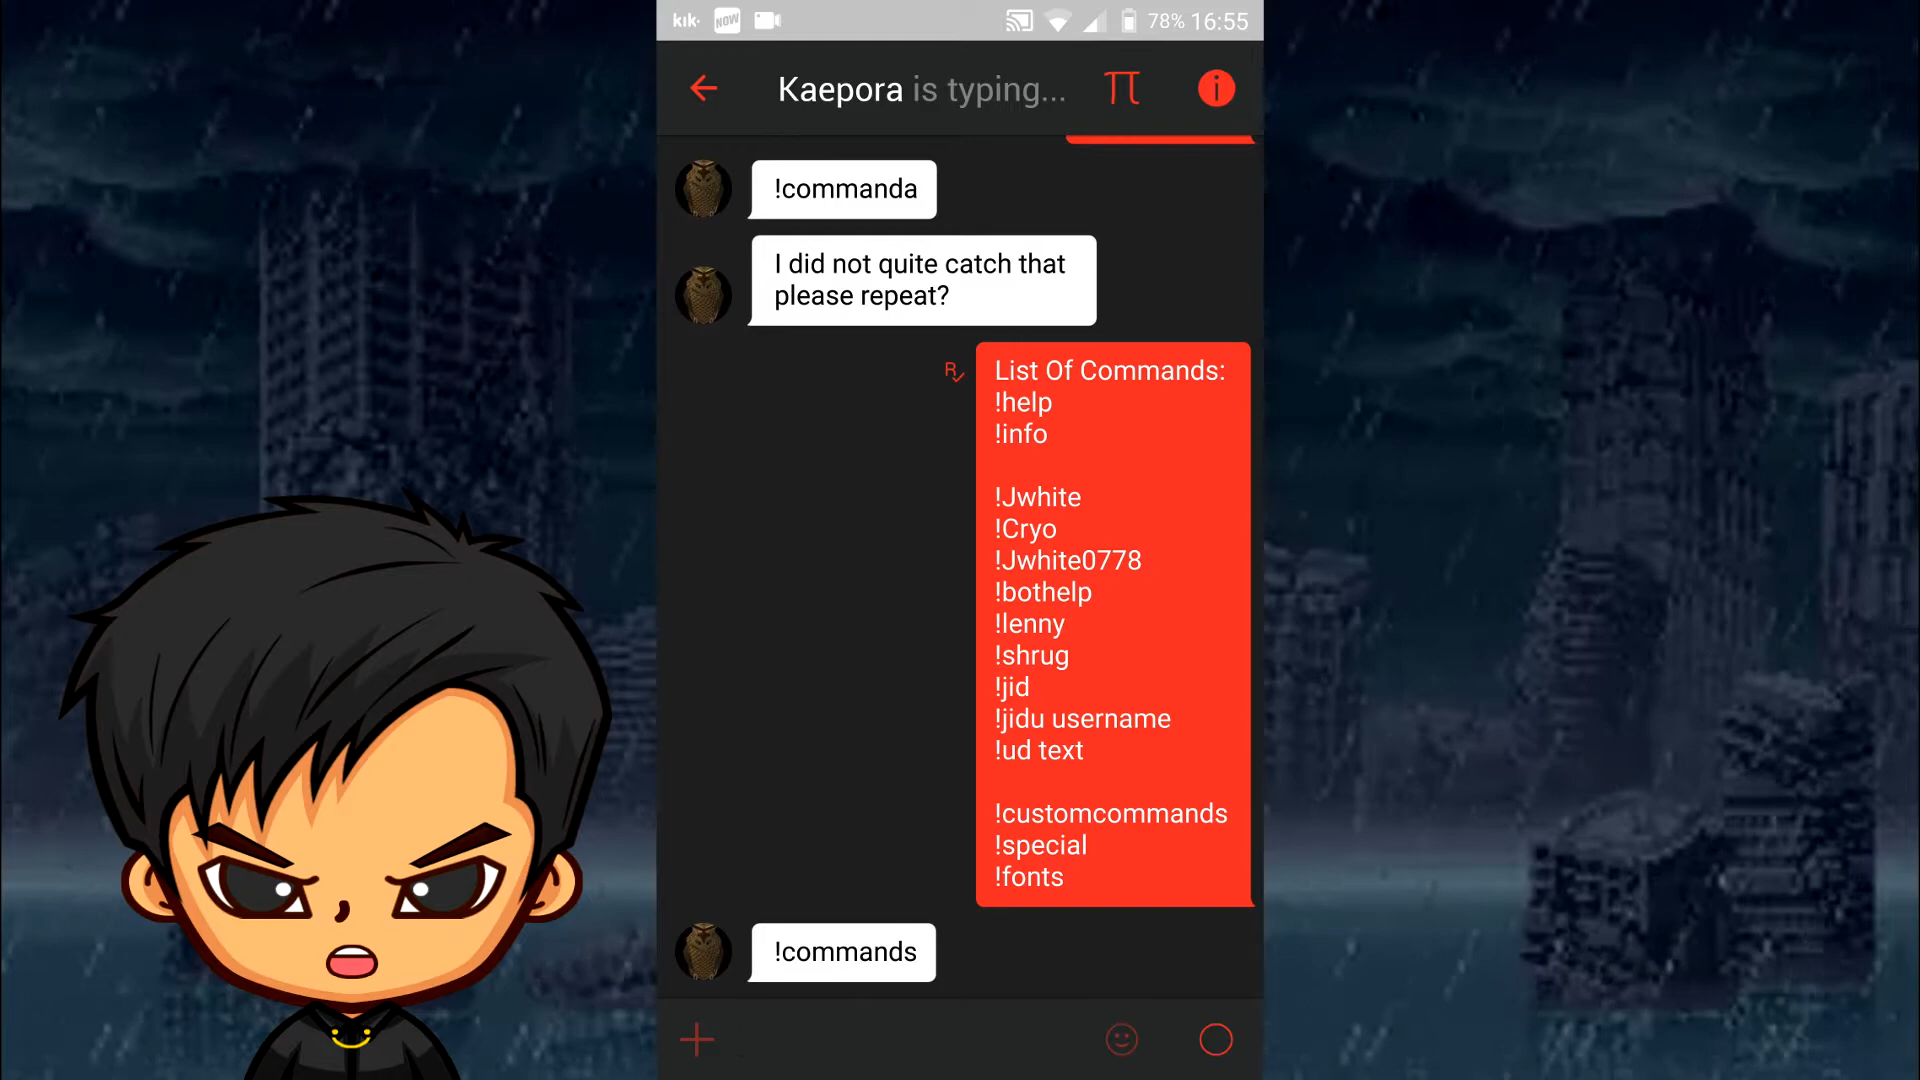 kik· NOW 78% 16:55
Kaepora is typing... π i
!commanda
I did not quite catch that
please repeat?
R List Of Commands:
!help
!info
!Jwhite
!Cryo
!Jwhite0778
!bothelp
!lenny
!shrug
!jid
!jidu username
!ud text
!customcommands
!special
!fonts
!commands